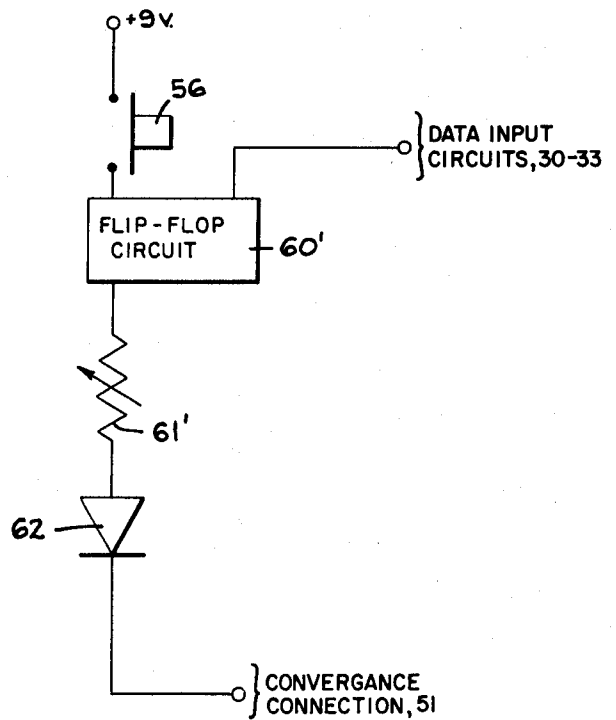 +9v.
56
DATA INPUT
CIRCUITS,30-33
FLIP-FLOP
CIRCUIT
60'
61'
62
CONVERGANCE
CONNECTION,51